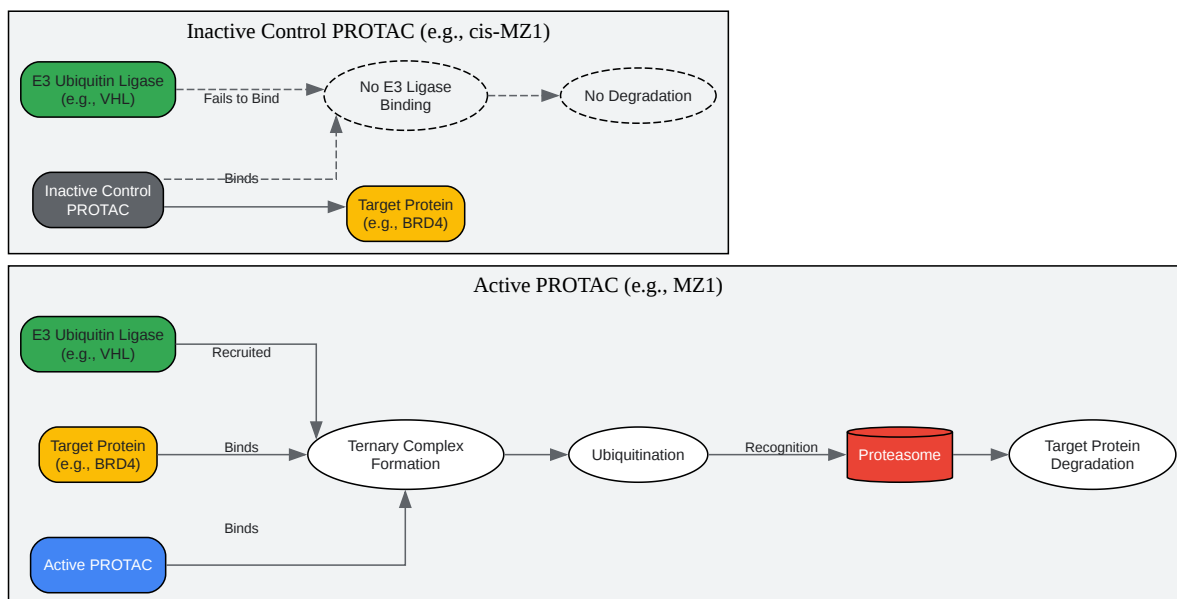 Inactive Control PROTAC (e.g., cis-MZ1)
E3 Ubiquitin Ligase
(e.g., VHL)
Fails to Bind
No E3 Ligase
Binding
No Degradation
Inactive Control
PROTAC
Binds
Target Protein
(e.g., BRD4)
Active PROTAC (e.g., MZ1)
E3 Ubiquitin Ligase
(e.g., VHL)
Recruited
Target Protein
(e.g., BRD4)
Binds
Ternary Complex
Formation
Ubiquitination
Recognition
Proteasome
Target Protein
Degradation
Binds
Active PROTAC